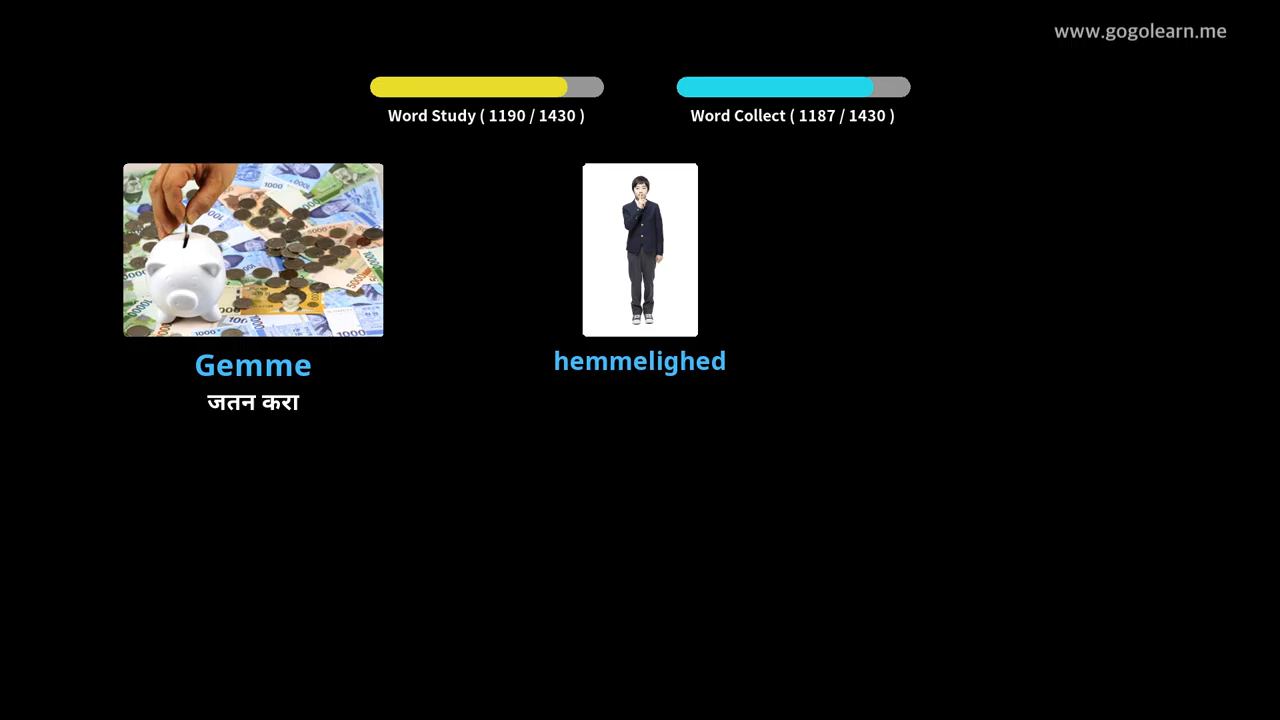 www.gogolearn.me
Word Study ( 1190 / 1430 )
Word Collect ( 1187 / 1430 )
Gemme
जतन करा
hemmelighed